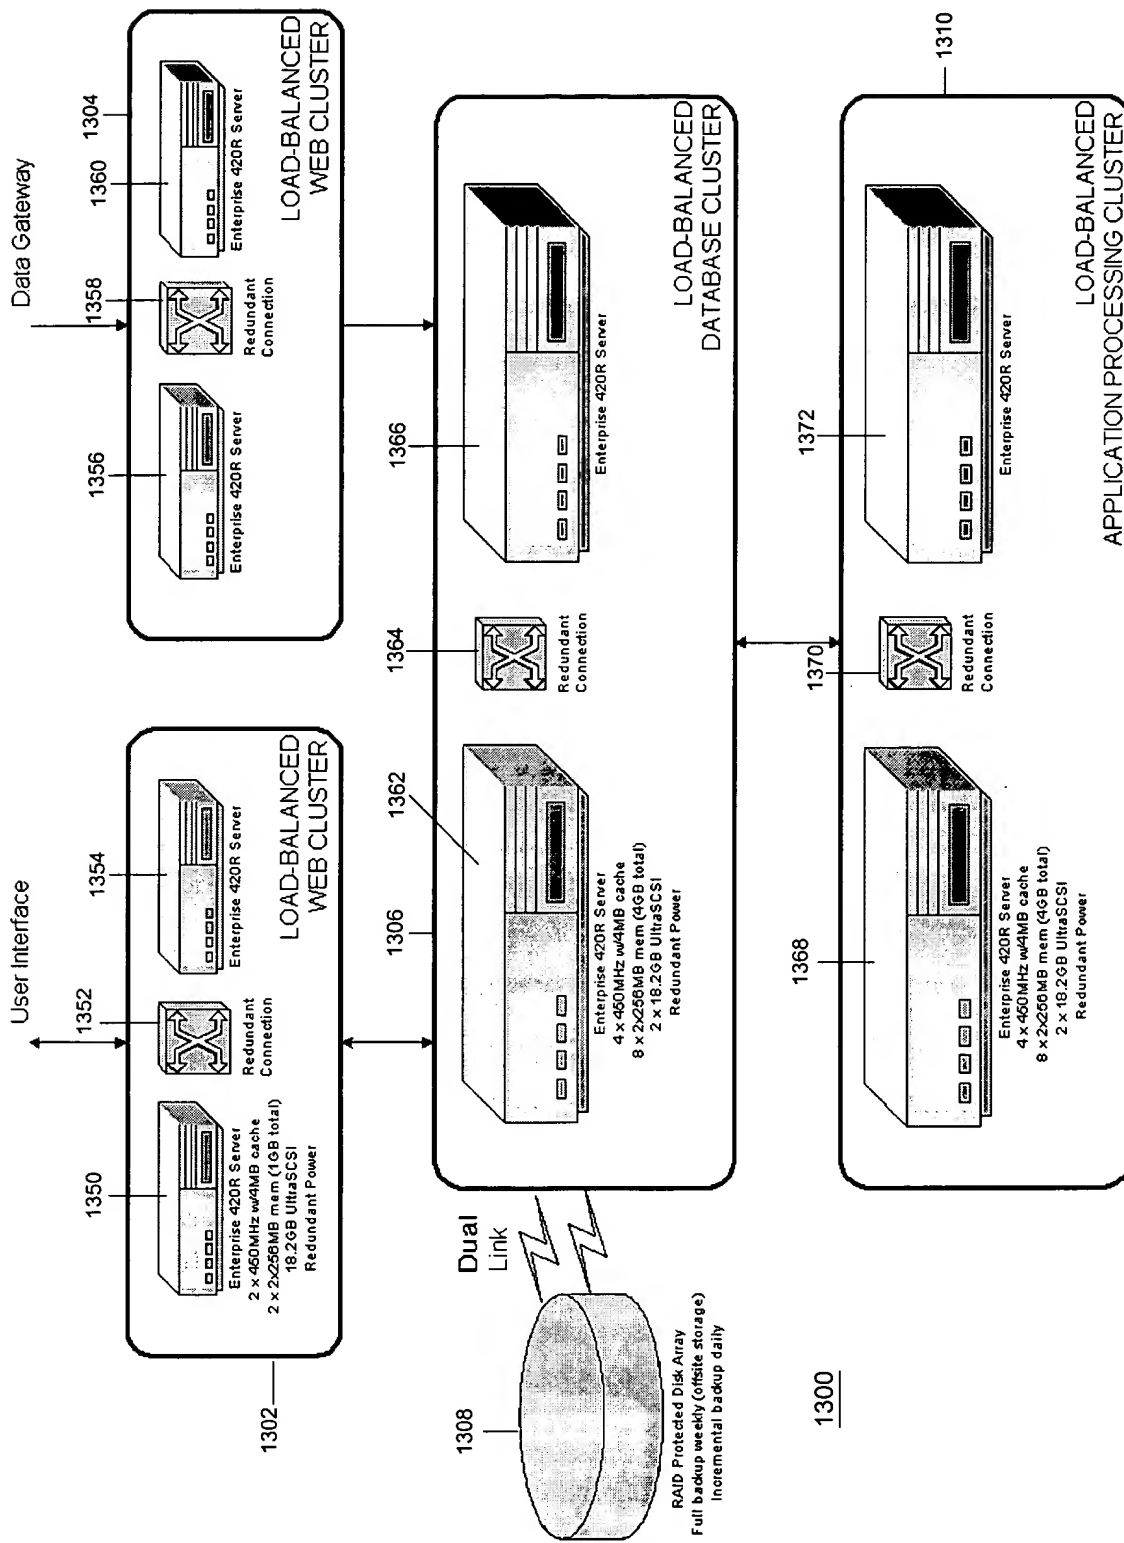 User Interface
Data Gateway
1302
1350
1352
1354
1356
1358
1360
1304
Enterprise 420R Server
2 x 450MHz w/4MB cache
2 x 2x256MB mem (1GB total)
18.2GB UltraSCSI
Redundant Power
Redundant
Connection
Enterprise 420R Server
LOAD-BALANCED
WEB CLUSTER
Enterprise 420R Server
Redundant
Connection
Enterprise 420R Server
LOAD-BALANCED
WEB CLUSTER
1308
Dual
Link
RAID Protected Disk Array
Full backup weekly (offsite storage)
Incremental backup daily
1306
1362
1364
1366
Enterprise 420R Server
4 x 450MHz w/4MB cache
8 x 2x256MB mem (4GB total)
2 x 18.2GB UltraSCSI
Redundant Power
Redundant
Connection
Enterprise 420R Server
LOAD-BALANCED
DATABASE CLUSTER
1300
1368
1370
1372
1310
Enterprise 420R Server
4 x 450MHz w/4MB cache
8 x 2x256MB mem (4GB total)
2 x 18.2GB UltraSCSI
Redundant Power
Redundant
Connection
Enterprise 420R Server
LOAD-BALANCED
APPLICATION PROCESSING CLUSTER